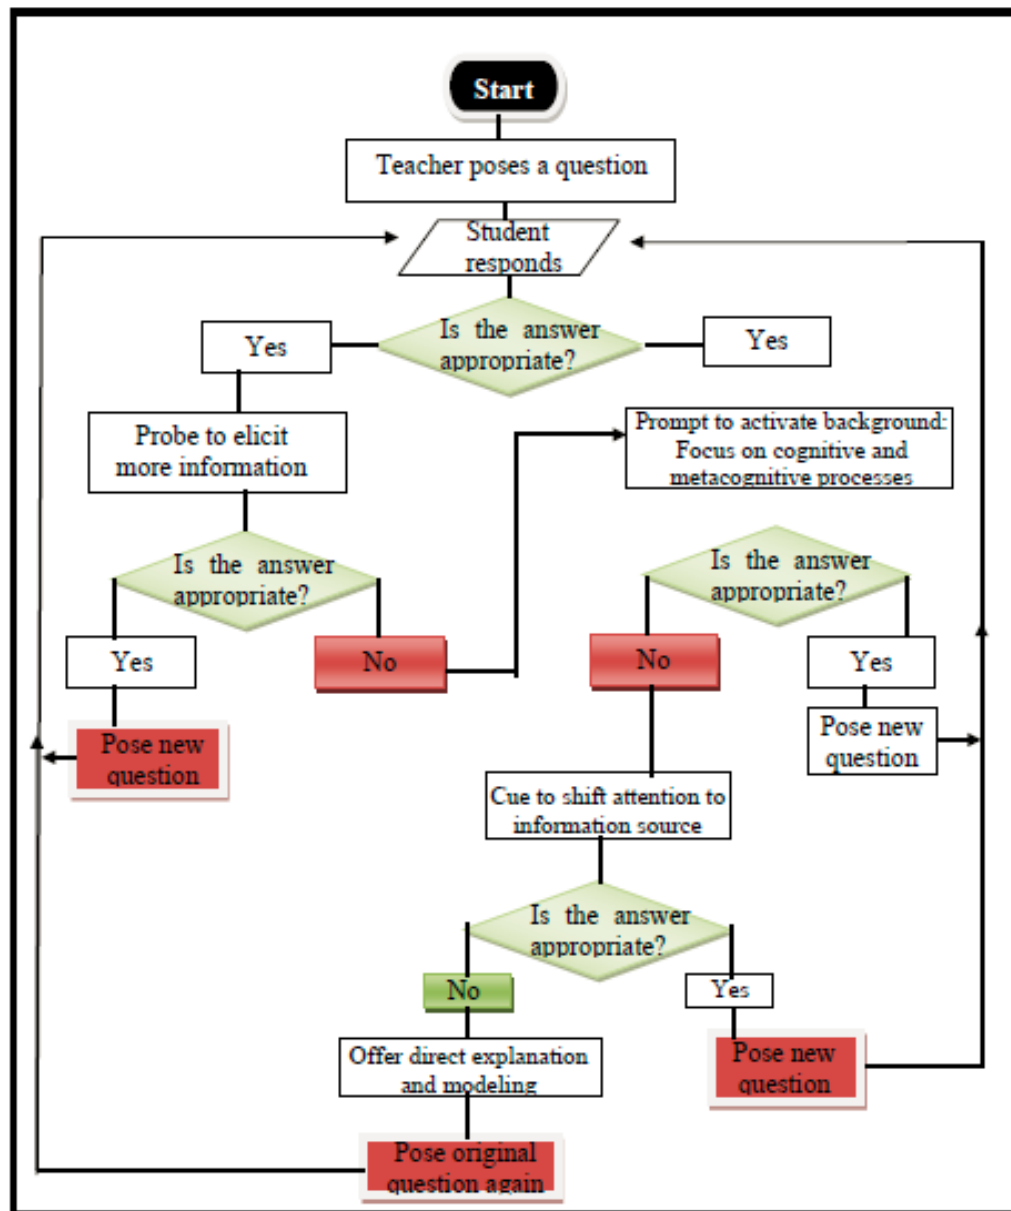 Start
Teacher poses a question
Student
responds
Is the answer
appropriate?
Yes
Yes
Probe to elicit
more information
Prompt to activate background:
Focus on cognitive and
metacognitive processes
Is the answer
appropriate?
Is the answer
appropriate?
Yes
No
No
Yes
Pose new
question
Pose new
question
Cue to shift attention to
information source
Is the answer
appropriate?
No
Yes
Offer direct explanation
and modeling
Pose new
question
Pose original
question again